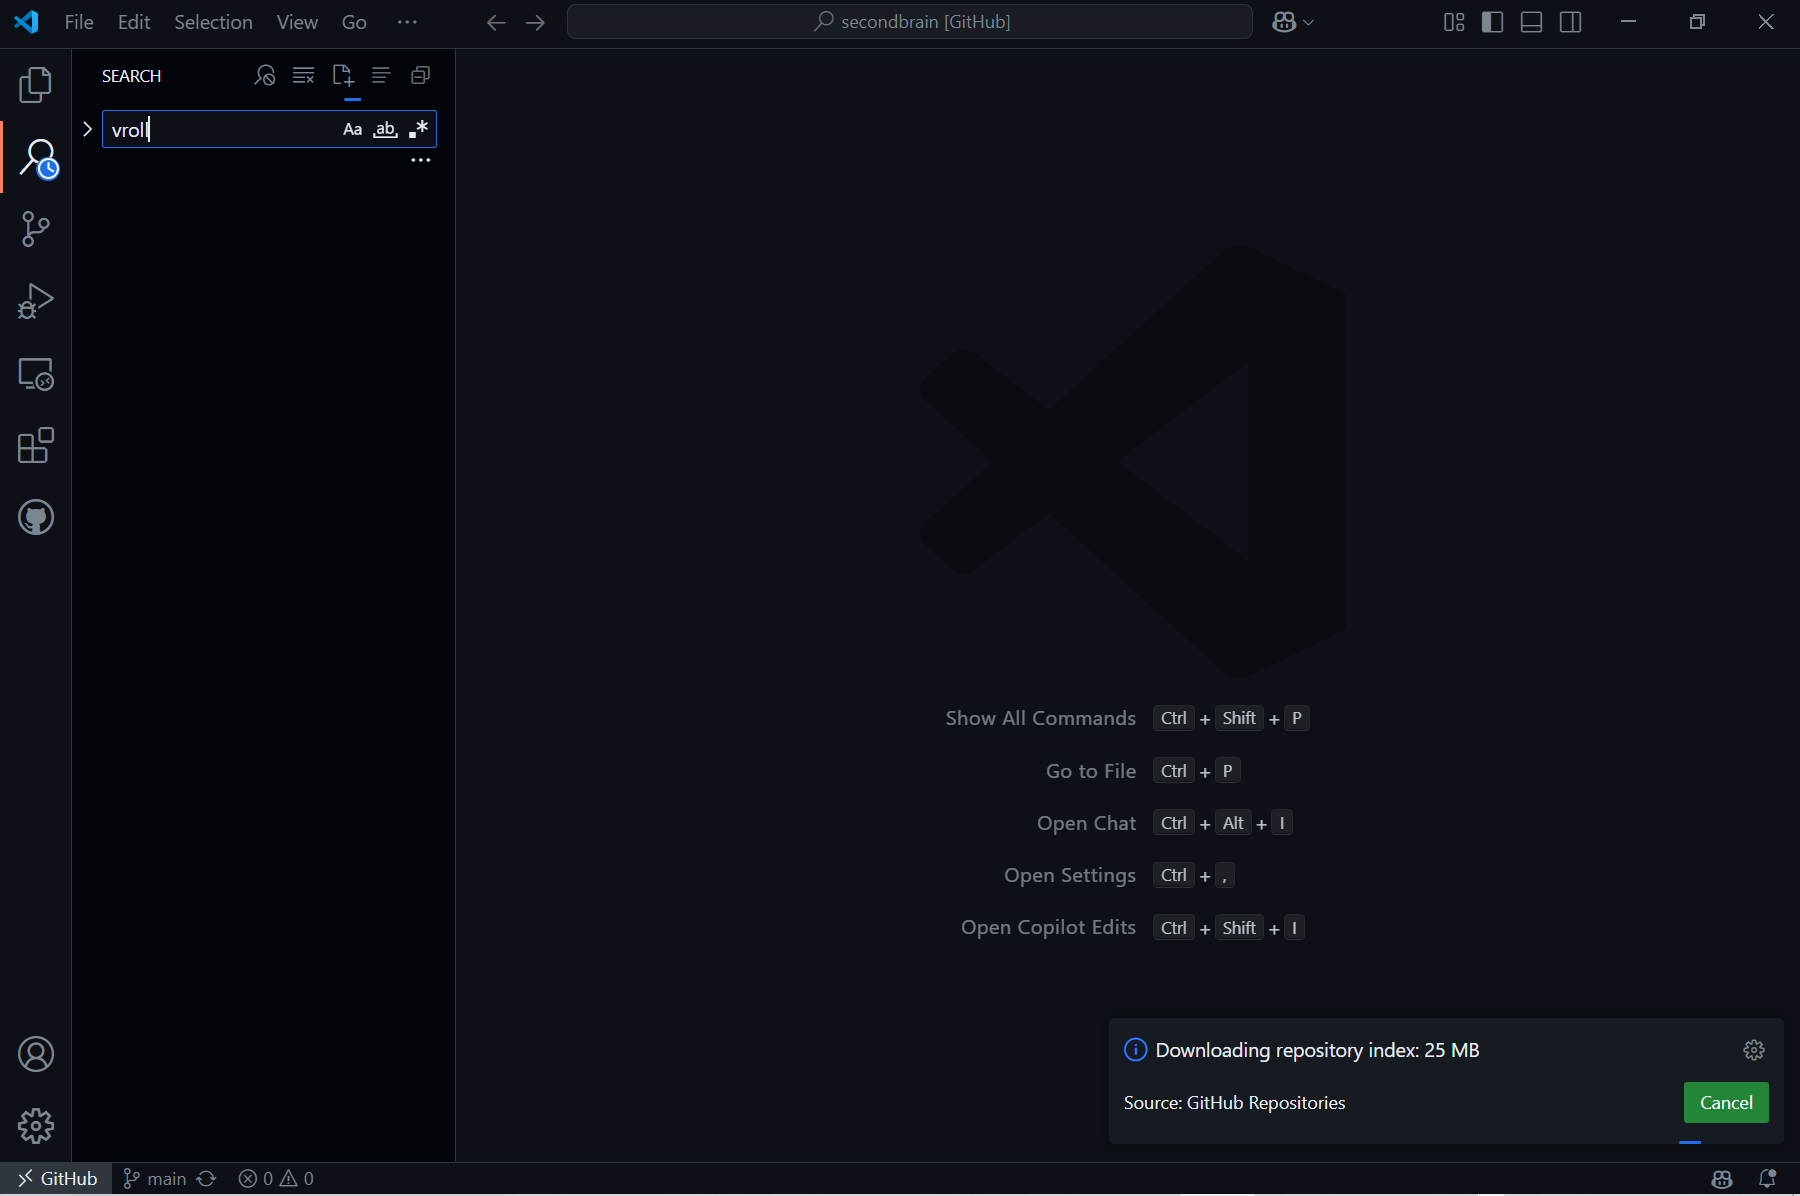 File Edit Selection View Go ···
secondbrain [GitHub]
SEARCH
vroll
Aa ab .*
···
Show All Commands Ctrl + Shift + P
Go to File Ctrl + P
Open Chat Ctrl + Alt + I
Open Settings Ctrl + ,
Open Copilot Edits Ctrl + Shift + I
Downloading repository index: 25 MB
Source: GitHub Repositories
Cancel
GitHub main 0 0